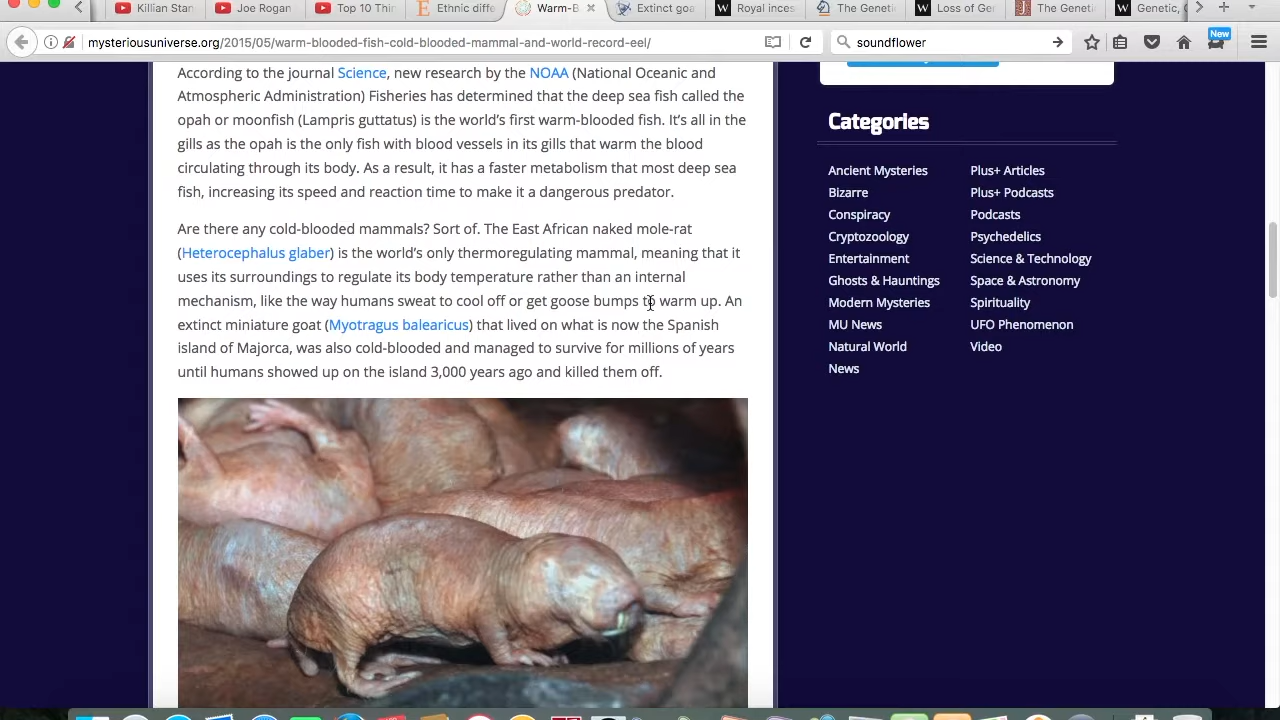 Killian Stan
Joe Rogan
Top 10 Thin
Ethnic diffe
Warm-B
Extinct goa
Royal inces
The Genetic
Loss of Ger
The Genetic
Genetic,
mysteriousuniverse.org/2015/05/warm-blooded-fish-cold-blooded-mammal-and-world-record-eel/
soundflower
New
According to the journal Science, new research by the NOAA (National Oceanic and
Atmospheric Administration) Fisheries has determined that the deep sea fish called the
opah or moonfish (Lampris guttatus) is the world’s first warm-blooded fish. It’s all in the
gills as the opah is the only fish with blood vessels in its gills that warm the blood
circulating through its body. As a result, it has a faster metabolism that most deep sea
fish, increasing its speed and reaction time to make it a dangerous predator.
Are there any cold-blooded mammals? Sort of. The East African naked mole-rat
(Heterocephalus glaber) is the world’s only thermoregulating mammal, meaning that it
uses its surroundings to regulate its body temperature rather than an internal
mechanism, like the way humans sweat to cool off or get goose bumps to warm up. An
extinct miniature goat (Myotragus balearicus) that lived on what is now the Spanish
island of Majorca, was also cold-blooded and managed to survive for millions of years
until humans showed up on the island 3,000 years ago and killed them off.
Categories
Ancient Mysteries
Bizarre
Conspiracy
Cryptozoology
Entertainment
Ghosts & Hauntings
Modern Mysteries
MU News
Natural World
News
Plus+ Articles
Plus+ Podcasts
Podcasts
Psychedelics
Science & Technology
Space & Astronomy
Spirituality
UFO Phenomenon
Video